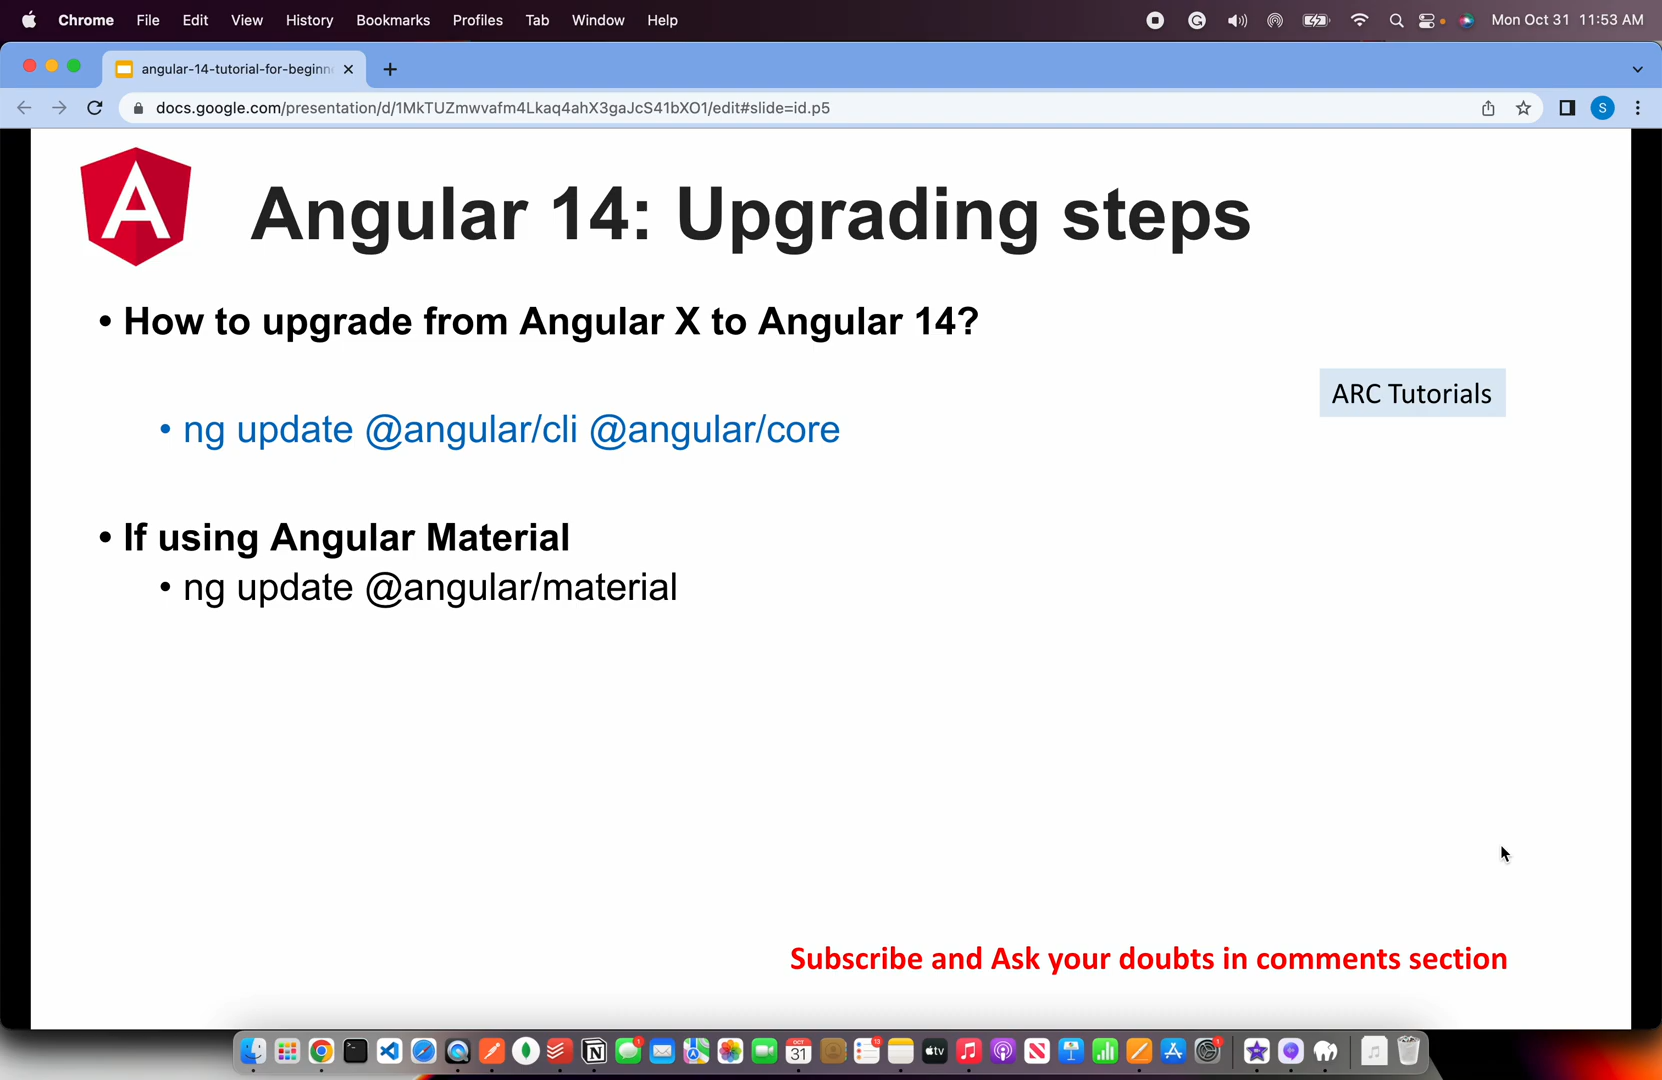 Chrome File Edit View History Bookmarks Profiles Tab Window Help Mon Oct 31 11:53 AM
angular-14-tutorial-for-beginn
docs.google.com/presentation/d/1MkTUZmwvafm4Lkaq4ahX3gaJcS41bXO1/edit#slide=id.p5
S
A
Angular 14: Upgrading steps
• How to upgrade from Angular X to Angular 14?
ARC Tutorials
• ng update @angular/cli @angular/core
• If using Angular Material
• ng update @angular/material
Subscribe and Ask your doubts in comments section
OCT
31
tv